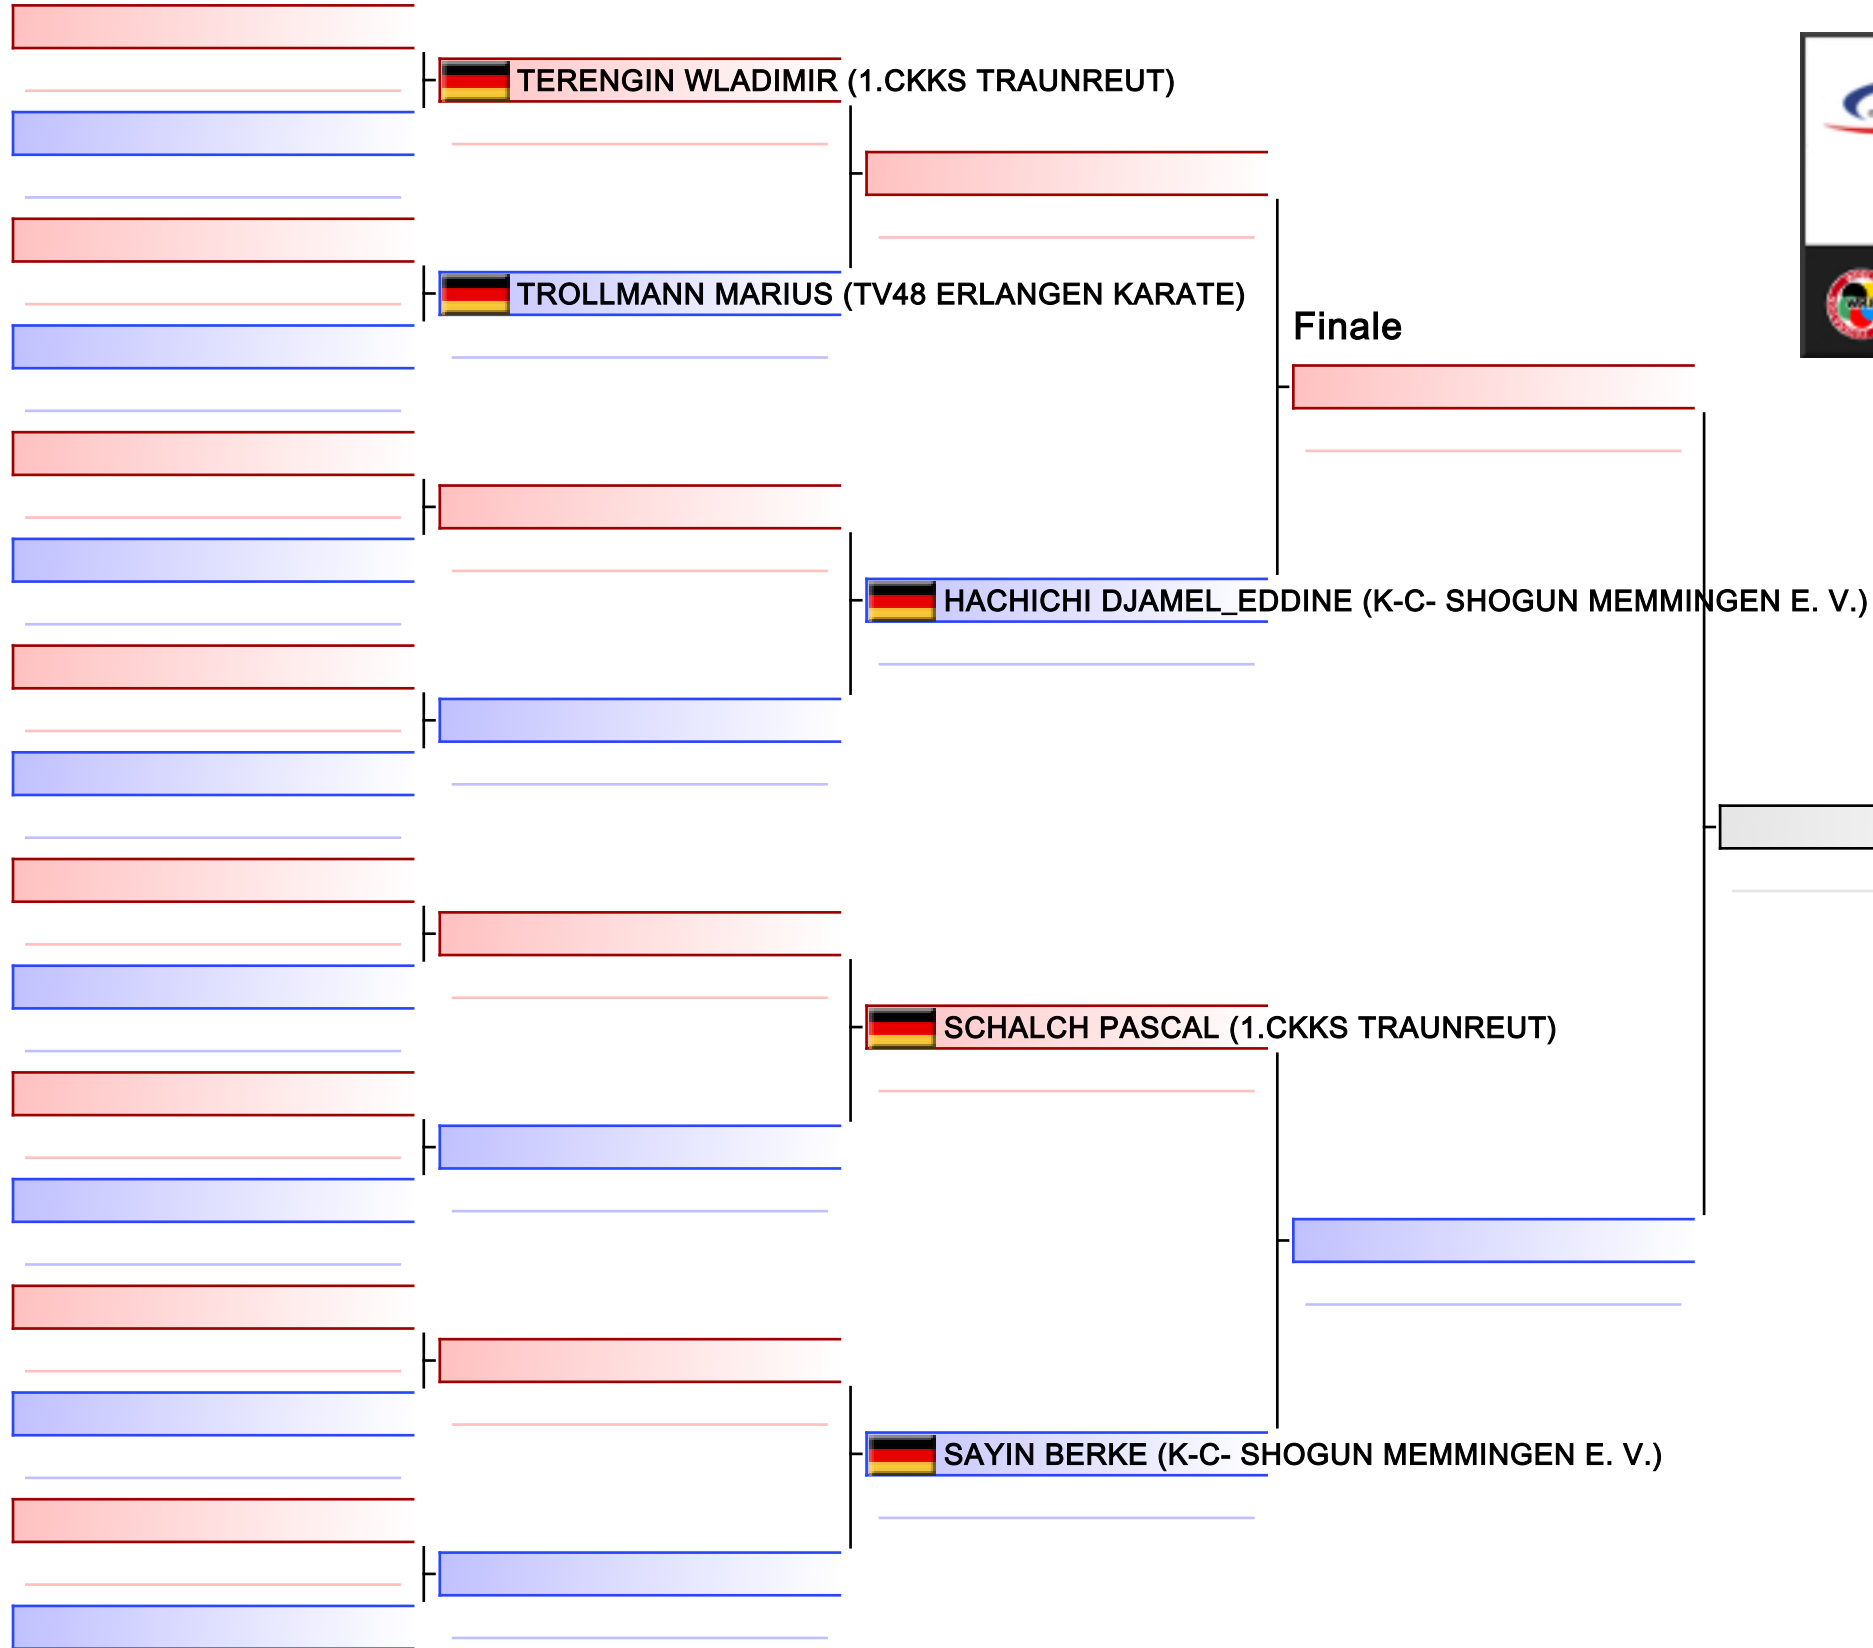 TERENGIN WLADIMIR (1.CKKS TRAUNREUT)
TROLLMANN MARIUS (TV48 ERLANGEN KARATE)
Finale
HACHICHI DJAMEL_EDDINE (K-C- SHOGUN MEMMINGEN E. V.)
SCHALCH PASCAL (1.CKKS TRAUNREUT)
SAYIN BERKE (K-C- SHOGUN MEMMINGEN E. V.)